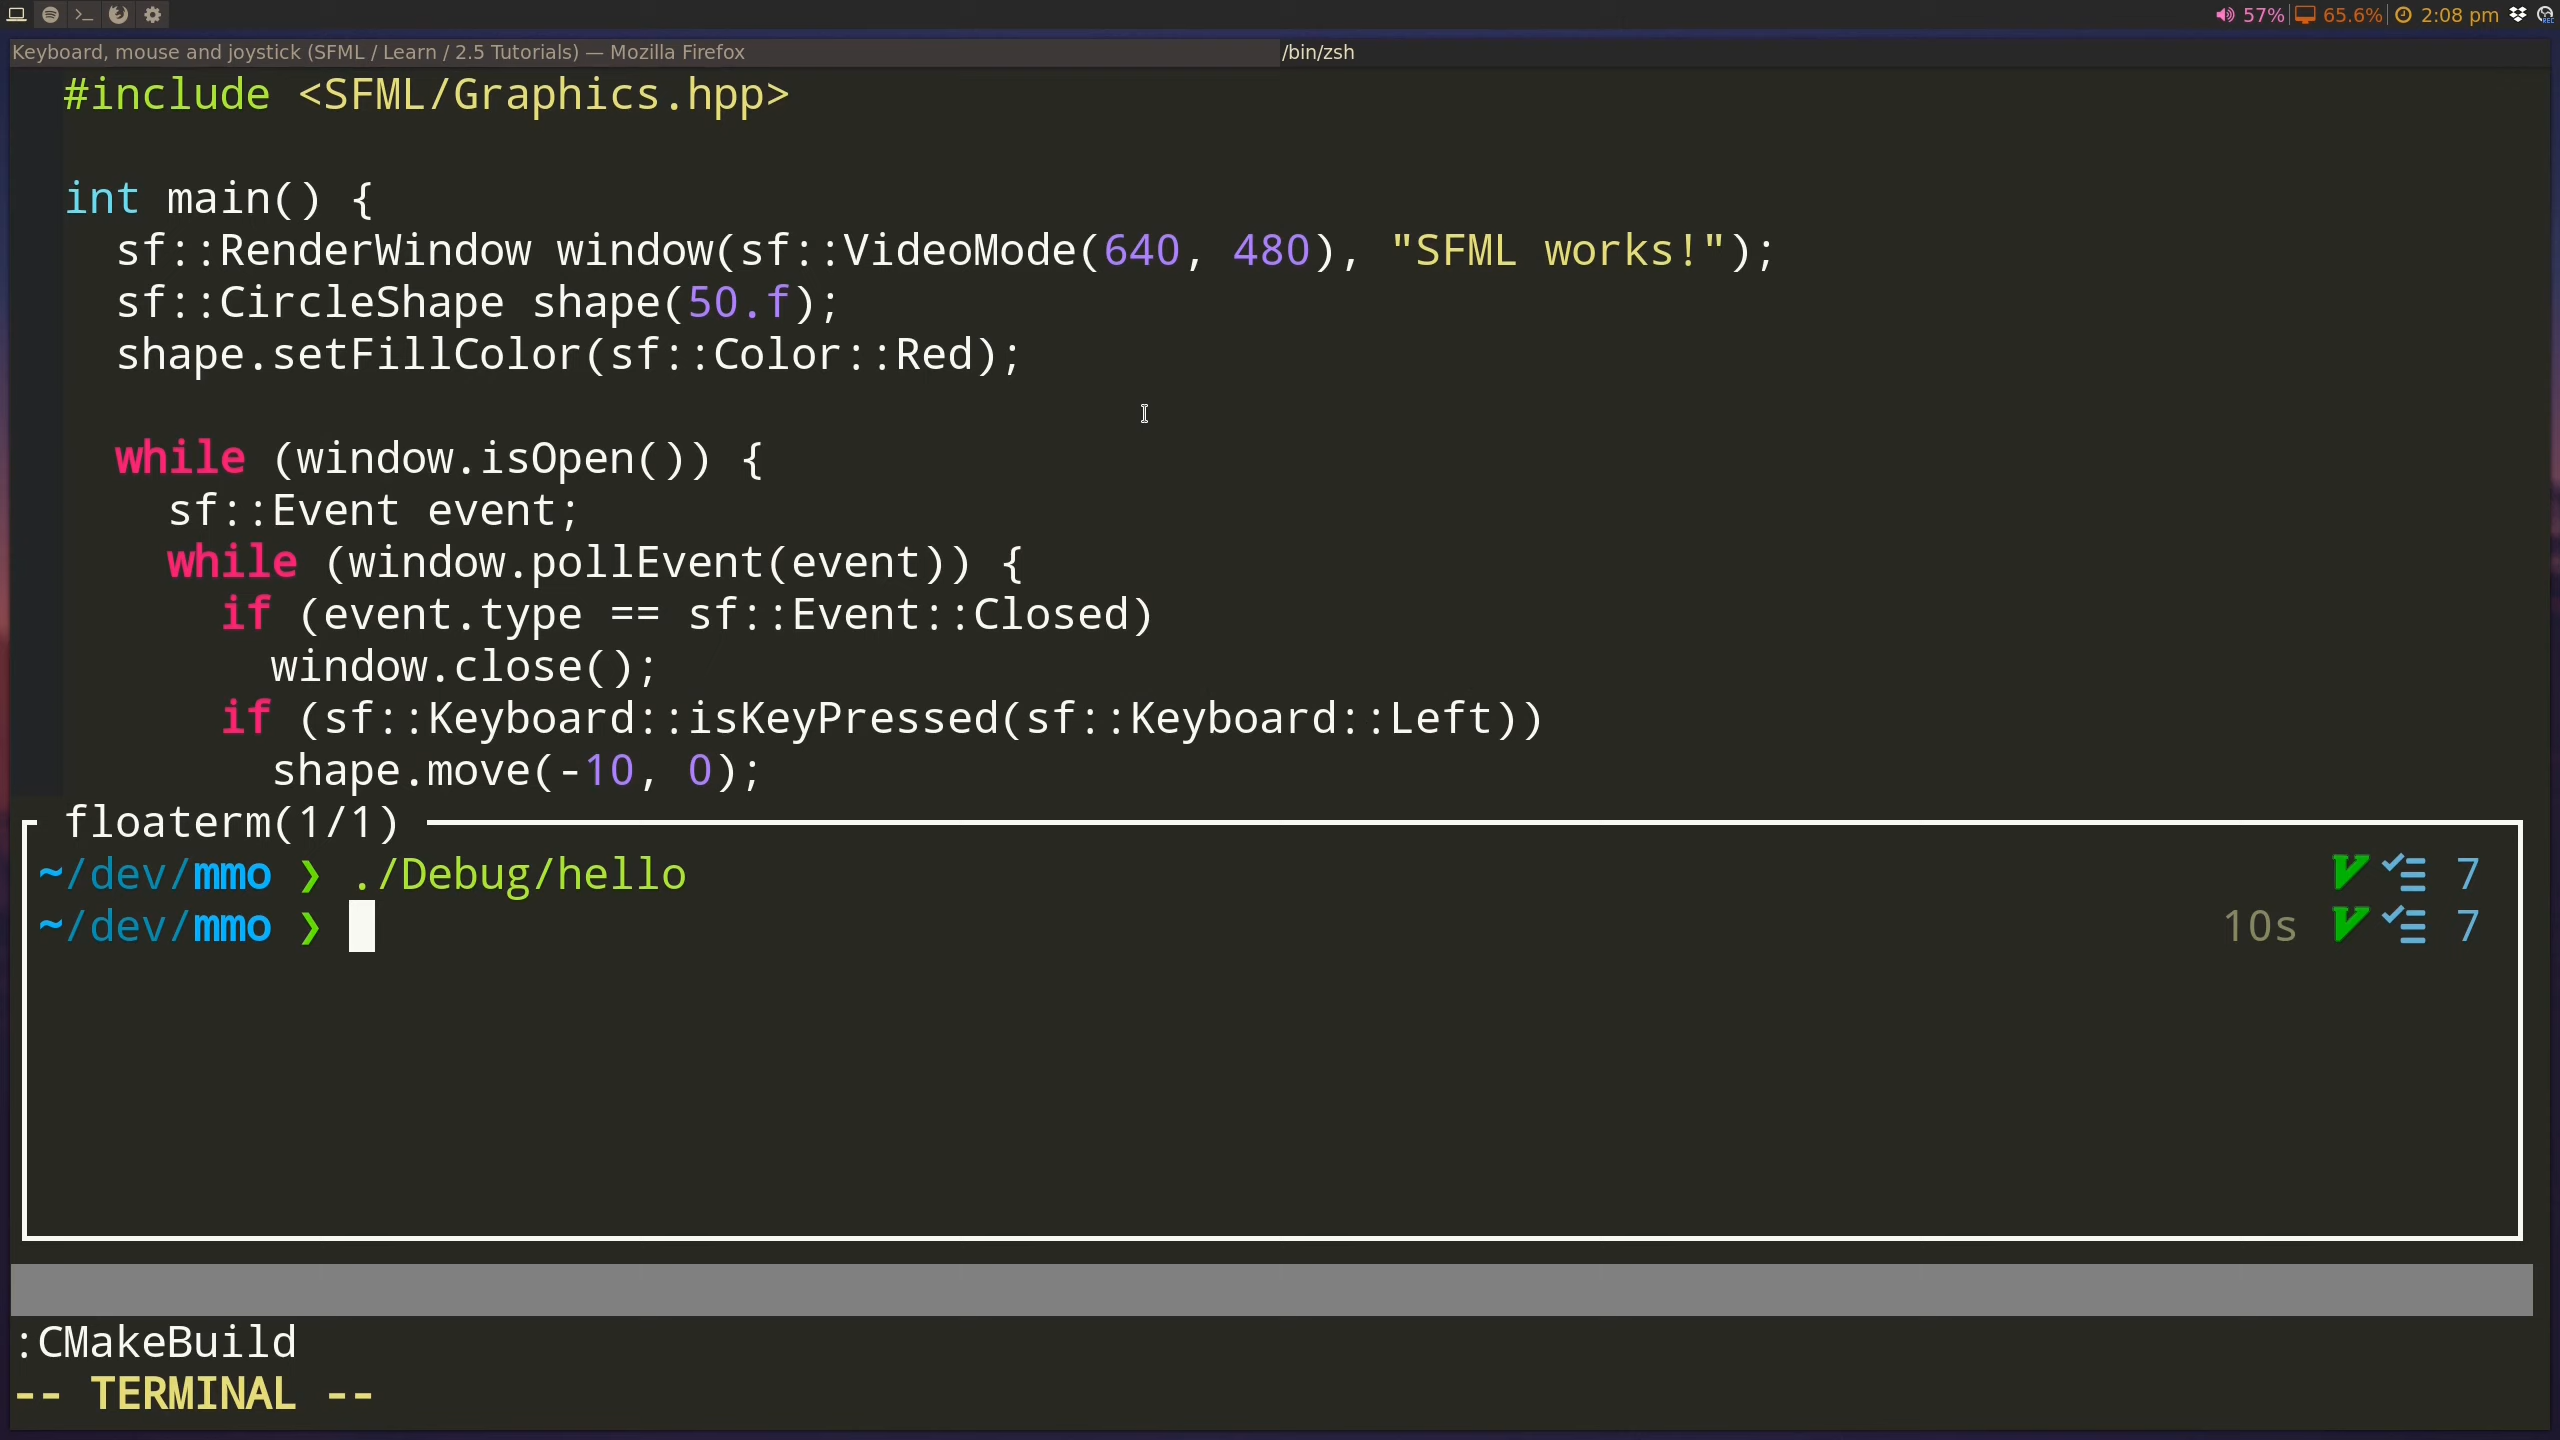 57% 65.6% 2:08 pm
Keyboard, mouse and joystick (SFML / Learn / 2.5 Tutorials) — Mozilla Firefox
/bin/zsh
#include <SFML/Graphics.hpp>
int main() {
sf::RenderWindow window(sf::VideoMode(640, 480), "SFML works!");
sf::CircleShape shape(50.f);
shape.setFillColor(sf::Color::Red);
while (window.isOpen()) {
sf::Event event;
while (window.pollEvent(event)) {
if (event.type == sf::Event::Closed)
window.close();
if (sf::Keyboard::isKeyPressed(sf::Keyboard::Left))
shape.move(-10, 0);
floaterm(1/1)
~/dev/mmo ❯ ./Debug/hello 7
~/dev/mmo ❯ 10s 7
:CMakeBuild
-- TERMINAL --